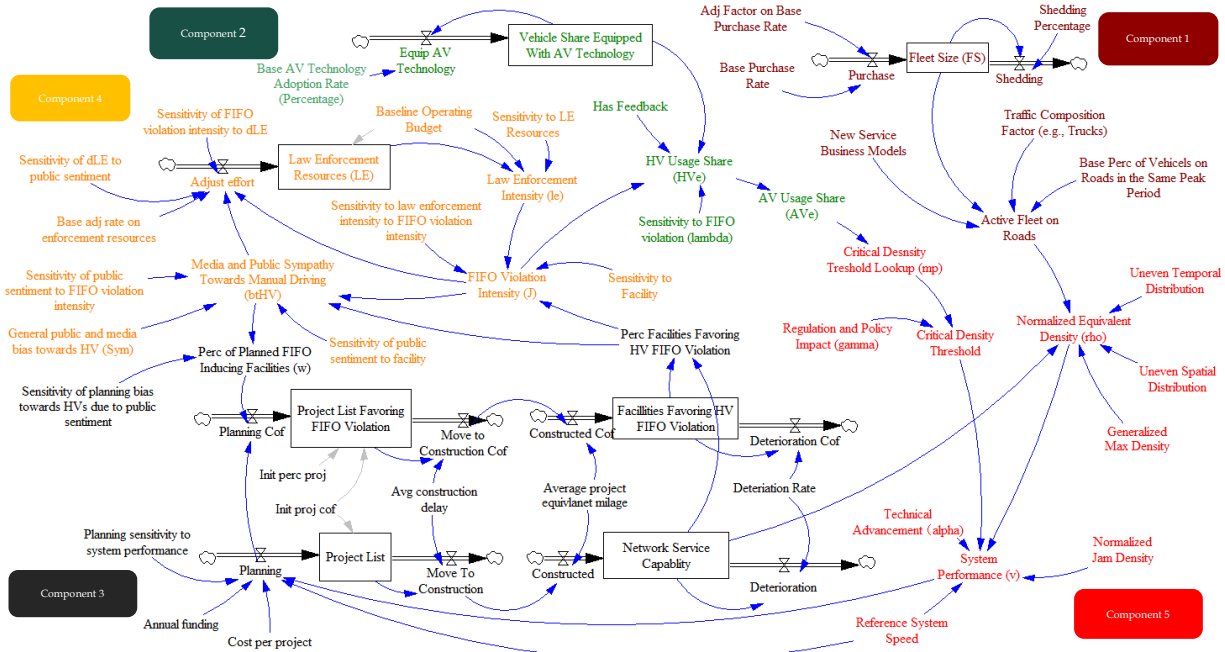 Component 2
Equip AV
Technology
Vehicle Share Equipped
With AV Technology
Base AV Technology
Adoption Rate
(Percentage)
Adj Factor on Base
Purchase Rate
Base Purchase
Rate
Purchase
Fleet Size (FS)
Shedding
Shedding
Percentage
Component 1
Component 4
Sensitivity of FIFO
violation intensity to dLE
Sensitivity of dLE to
public sentiment
Adjust effort
Base adj rate on
enforcement resources
Law Enforcement
Resources (LE)
Baseline Operating
Budget
Sensitivity to LE
Resources
Law Enforcement
Intensity (le)
Sensitivity to law enforcement
intensity to FIFO violation
intensity
Has Feedback
HV Usage Share
(HVe)
AV Usage Share
(AVe)
Sensitivity to FIFO
violation (lambda)
New Service
Business Models
Traffic Composition
Factor (e.g., Trucks)
Base Perc of Vehicels on
Roads in the Same Peak
Period
Active Fleet on
Roads
Media and Public Sympathy
Towards Manual Driving
(btHV)
Sensitivity of public
sentiment to FIFO violation
intensity
General public and media
bias towards HV (Sym)
Sensitivity of public
sentiment to facility
FIFO Violation
Intensity (J)
Sensitivity to
Facility
Critical Desnsity
Treshold Lookup (mp)
Regulation and Policy
Impact (gamma)
Critical Density
Threshold
Uneven Temporal
Distribution
Normalized Equivalent
Density (rho)
Uneven Spatial
Distribution
Generalized
Max Density
Perc of Planned FIFO
Inducing Facilities (w)
Perc Facilities Favoring
HV FIFO Violation
Sensitivity of planning bias
towards HVs due to public
sentiment
Planning Cof
Project List Favoring
FIFO Violation
Move to
Construction Cof
Constructed Cof
Facillities Favoring HV
FIFO Violation
Deterioration Cof
Init perc proj
Init proj cof
Avg construction
delay
Average project
equivlanet milage
Deteriation Rate
Planning sensitivity to
system performance
Planning
Project List
Move To
Construction
Constructed
Network Service
Capablity
Deterioration
Technical
Advancement (alpha)
System
Performance (v)
Normalized
Jam Density
Component 3
Annual funding
Cost per project
Reference System
Speed
Component 5